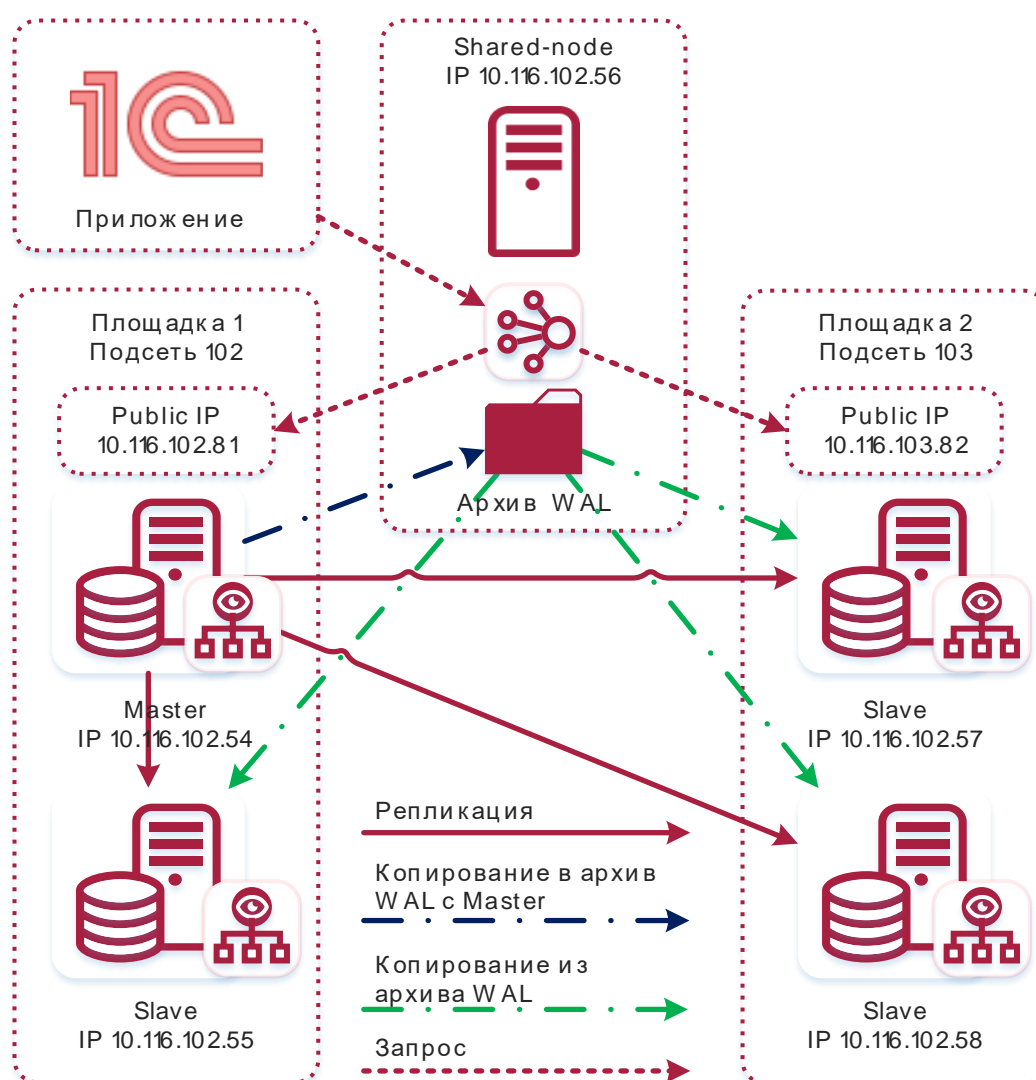 1С
Приложение
Shared-node
IP 10.116.102.56
Архив WAL
Площадка 1
Подсеть 102
Public IP
10.116.102.81
Master
IP 10.116.102.54
Slave
IP 10.116.102.55
Площадка 2
Подсеть 103
Public IP
10.116.103.82
Slave
IP 10.116.102.57
Slave
IP 10.116.102.58
Репликация
Копирование в архив
WAL с Master
Копирование из
архива WAL
Запрос